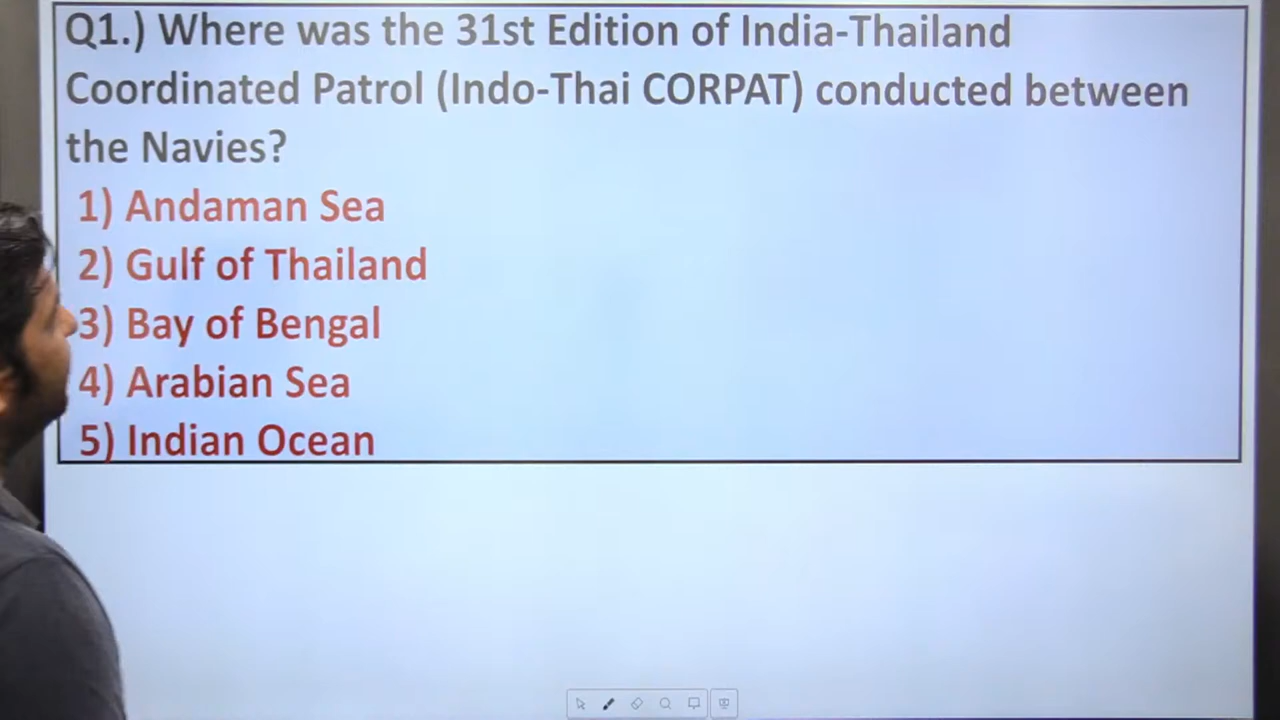 Q1.) Where was the 31st Edition of India-Thailand
Coordinated Patrol (Indo-Thai CORPAT) conducted between
the Navies?
1) Andaman Sea
2) Gulf of Thailand
3) Bay of Bengal
4) Arabian Sea
5) Indian Ocean